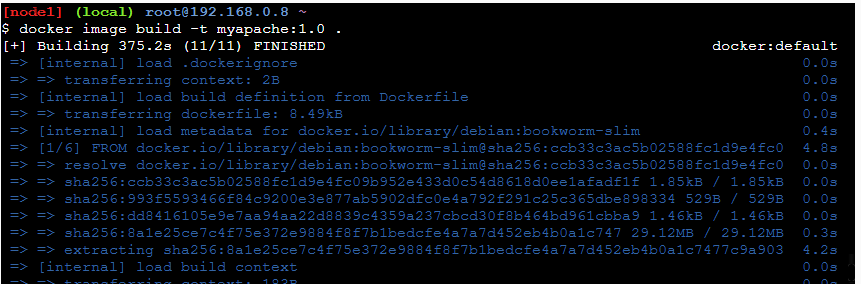 [node1] (local) root@192.168.0.8 ~
$ docker image build -t myapache:1.0 .
[+] Building 375.2s (11/11) FINISHED docker:default
=> [internal] load .dockerignore 0.0s
=> => transferring context: 2B 0.0s
=> [internal] load build definition from Dockerfile 0.0s
=> => transferring dockerfile: 8.49kB 0.0s
=> [internal] load metadata for docker.io/library/debian:bookworm-slim 0.4s
=> [1/6] FROM docker.io/library/debian:bookworm-slim@sha256:ccb33c3ac5b02588fc1d9e4fc0 4.8s
=> => resolve docker.io/library/debian:bookworm-slim@sha256:ccb33c3ac5b02588fc1d9e4fc0 0.0s
=> => sha256:ccb33c3ac5b02588fc1d9e4fc09b952e433d0c54d8618d0ee1afadf1f 1.85kB / 1.85kB 0.0s
=> => sha256:993f5593466f84c9200e3e877ab5902dfc0e4a792f291c25c365dbe898334 529B / 529B 0.0s
=> => sha256:dd8416105e9e7aa94aa22d8839c4359a237cbcd30f8b464bd961cbba9 1.46kB / 1.46kB 0.0s
=> => sha256:8a1e25ce7c4f75e372e9884f8f7b1bedcfe4a7a7d452eb4b0a1c747 29.12MB / 29.12MB 0.3s
=> => extracting sha256:8a1e25ce7c4f75e372e9884f8f7b1bedcfe4a7a7d452eb4b0a1c7477c9a903 4.2s
=> [internal] load build context 0.0s
=> => transferring context: 183B 0.0s